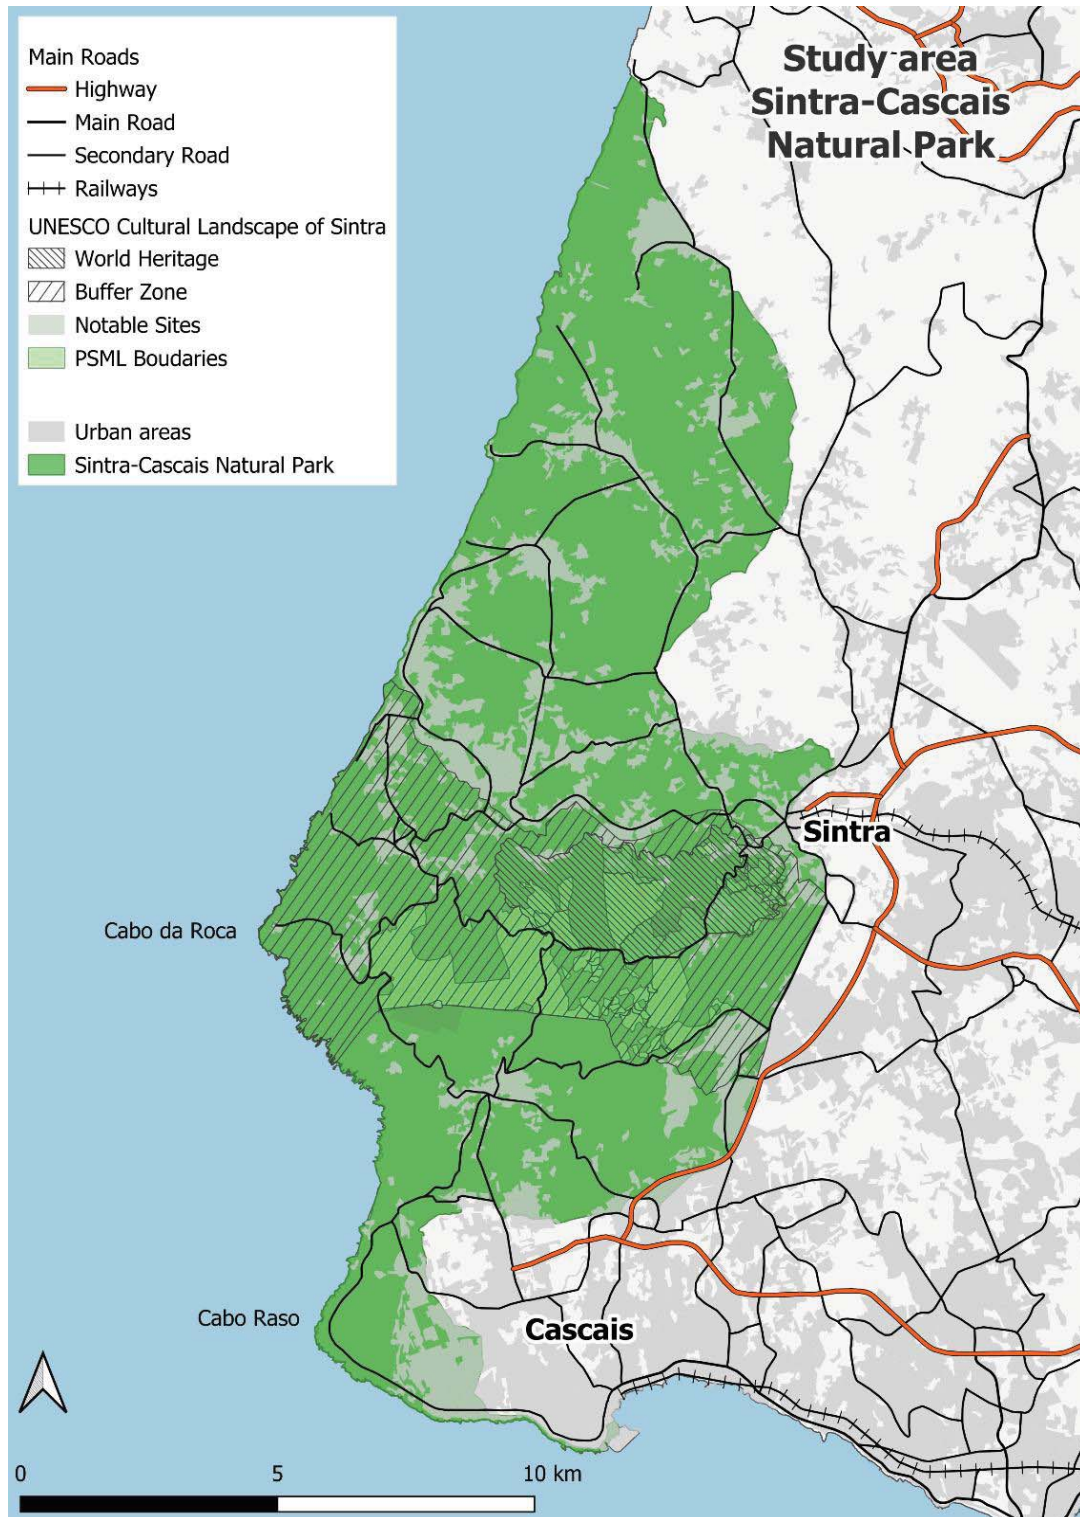 Study area
Sintra-Cascais
Natural Park
Main Roads
Highway
Main Road
Secondary Road
Railways
UNESCO Cultural Landscape of Sintra
World Heritage
Buffer Zone
Notable Sites
PSML Boudaries
Urban areas
Sintra-Cascais Natural Park
Sintra
Cabo da Roca
Cabo Raso
Cascais
0 5 10 km